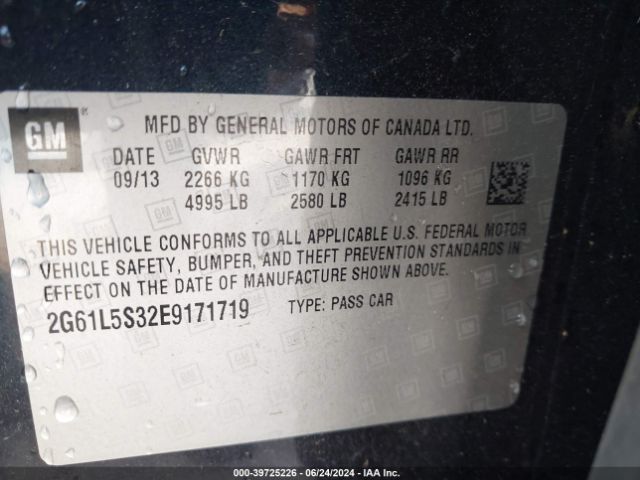 GM
MFD BY GENERAL MOTORS OF CANADA LTD.
DATE GVWR GAWR FRT GAWR RR
09/13 2266 KG 1170 KG 1096 KG
4995 LB 2580 LB 2415 LB
THIS VEHICLE CONFORMS TO ALL APPLICABLE U.S. FEDERAL MOTOR
VEHICLE SAFETY, BUMPER, AND THEFT PREVENTION STANDARDS IN
EFFECT ON THE DATE OF MANUFACTURE SHOWN ABOVE.
2G61L5S32E9171719 TYPE: PASS CAR
000-39725226 - 06/24/2024 - IAA Inc.